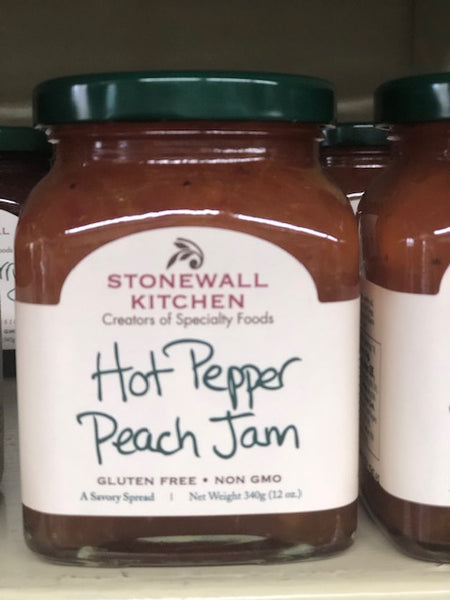 STONEWALL
KITCHEN
Creators of Specialty Foods
Hot Pepper
Peach Jam
GLUTEN FREE • NON GMO
A Savory Spread | Net Weight 340g (12 oz.)